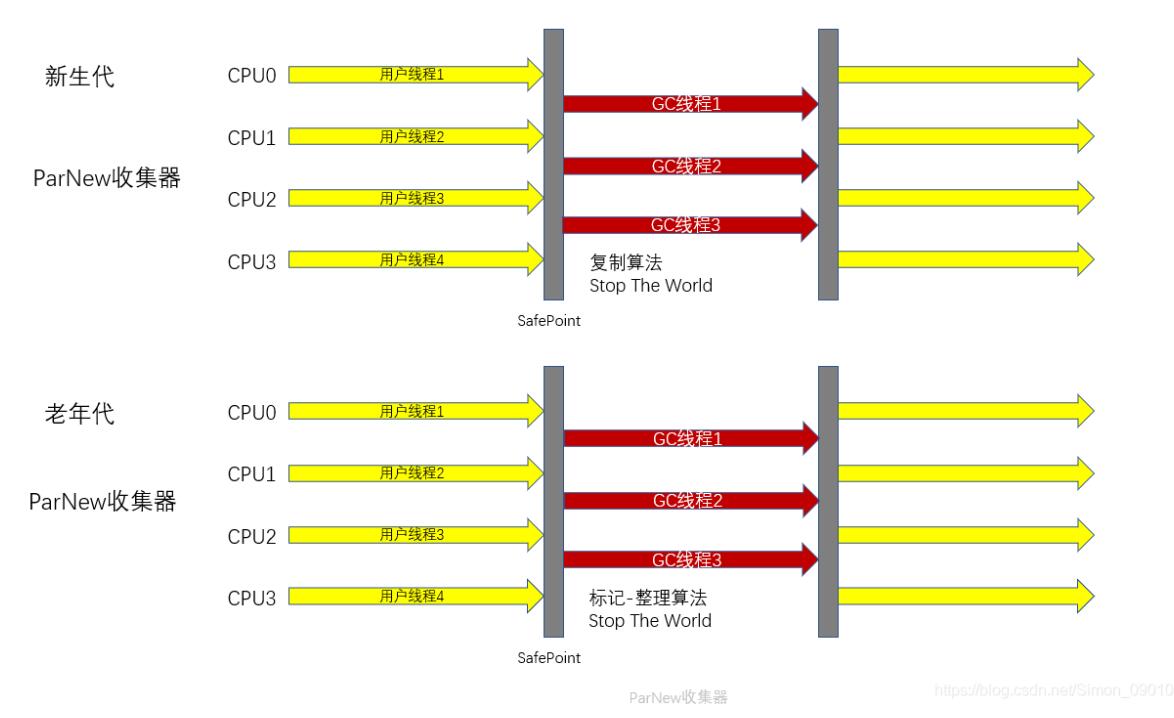 新生代
CPU0
用户线程1
GC线程1
CPU1
用户线程2
ParNew收集器
GC线程2
CPU2
用户线程3
GC线程3
CPU3
用户线程4
复制算法
Stop The World
SafePoint
老年代
CPU0
用户线程1
GC线程1
CPU1
用户线程2
ParNew收集器
GC线程2
CPU2
用户线程3
GC线程3
CPU3
用户线程4
标记-整理算法
Stop The World
SafePoint
ParNew收集器
https://blog.csdn.net/Simon_09010